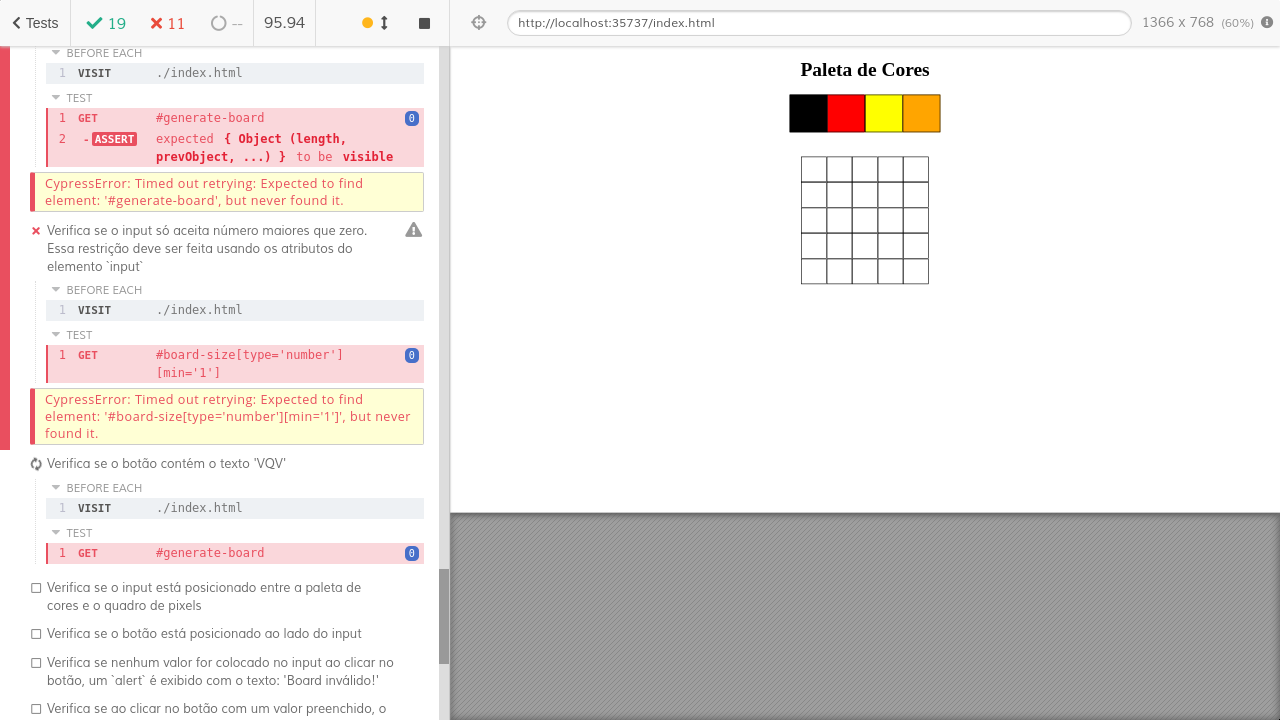 Tests 19 11 -- 95.94 http://localhost:35737/index.html 1366 x 768 (60%)
BEFORE EACH
1 VISIT ./index.html
TEST
1 GET #generate-board 0
2 -ASSERT expected { Object (length,
prevObject, ...) } to be visible
CypressError: Timed out retrying: Expected to find
element: '#generate-board', but never found it.
Verifica se o input só aceita número maiores que zero.
Essa restrição deve ser feita usando os atributos do
elemento `input`
BEFORE EACH
1 VISIT ./index.html
TEST
1 GET #board-size[type='number'] 0
[min='1']
CypressError: Timed out retrying: Expected to find
element: '#board-size[type='number'][min='1']', but never
found it.
Verifica se o botão contém o texto 'VQV'
BEFORE EACH
1 VISIT ./index.html
TEST
1 GET #generate-board 0
Verifica se o input está posicionado entre a paleta de
cores e o quadro de pixels
Verifica se o botão está posicionado ao lado do input
Verifica se nenhum valor for colocado no input ao clicar no
botão, um `alert` é exibido com o texto: 'Board inválido!'
Verifica se ao clicar no botão com um valor preenchido, o
Paleta de Cores